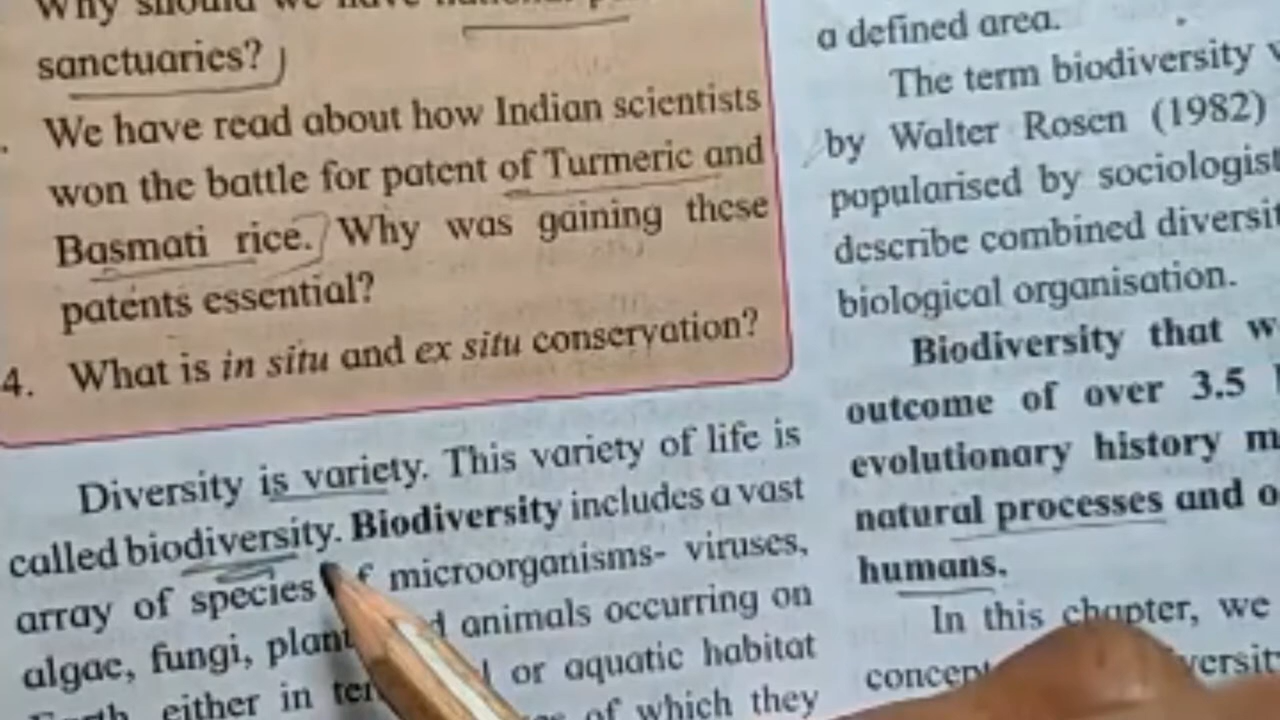 Why should we have national
sanctuaries?
We have read about how Indian scientists
won the battle for patent of Turmeric and
Basmati rice. Why was gaining these
patents essential?
4. What is in situ and ex situ conservation?
Diversity is variety. This variety of life is
called biodiversity. Biodiversity includes a vast
array of species microorganisms- viruses,
algae, fungi, animals occurring on
either in or aquatic habitat
of which they
a defined area.
The term biodiversity
by Walter Rosen (1982)
popularised by sociologist
describe combined
biological organisation.
Biodiversity that
outcome of over 3.5
evolutionary history
natural processes and
humans.
In this chapter, we